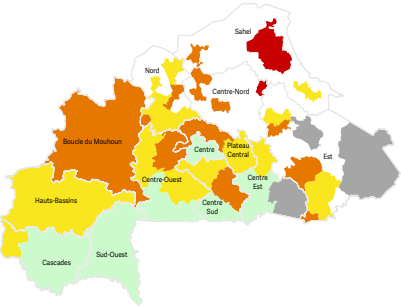 Sahel
Nord
Centre-Nord
Boucle du Mouhoun
Centre
Plateau
Central
Est
Centre-Ouest
Centre
Est
Hauts-Bassins
Centre
Sud
Sud-Ouest
Cascades